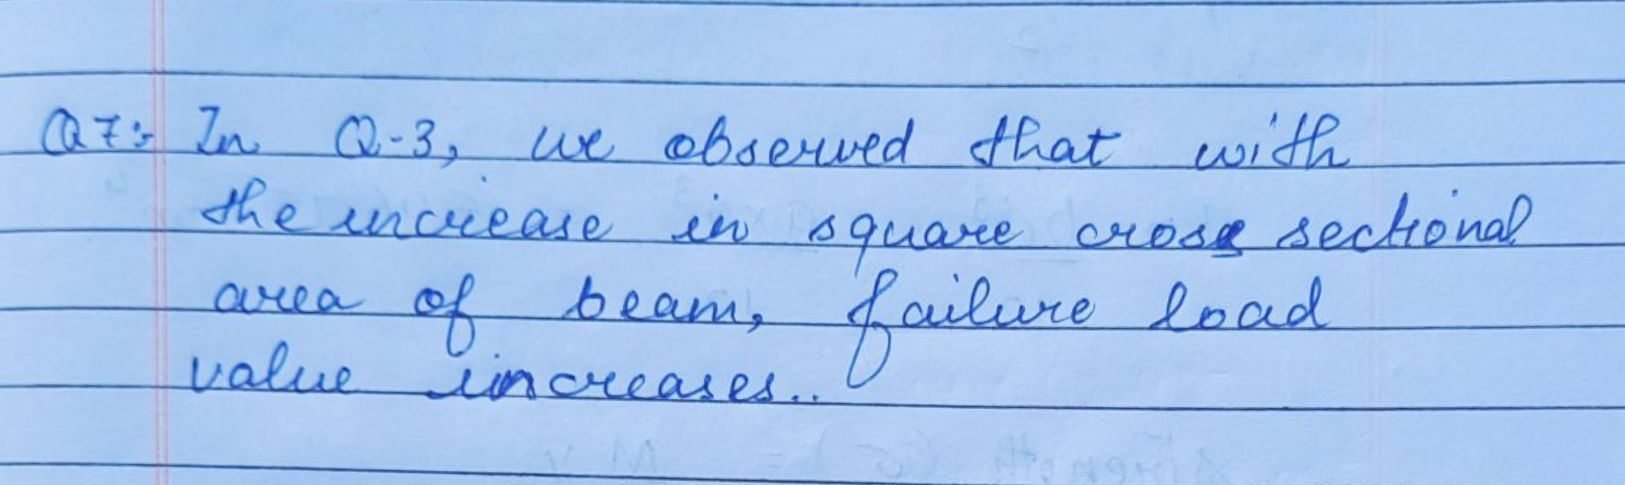 Q7:- In Q-3, we observed that with
the increase in square cross sectional
area of beam, failure load
value increases..